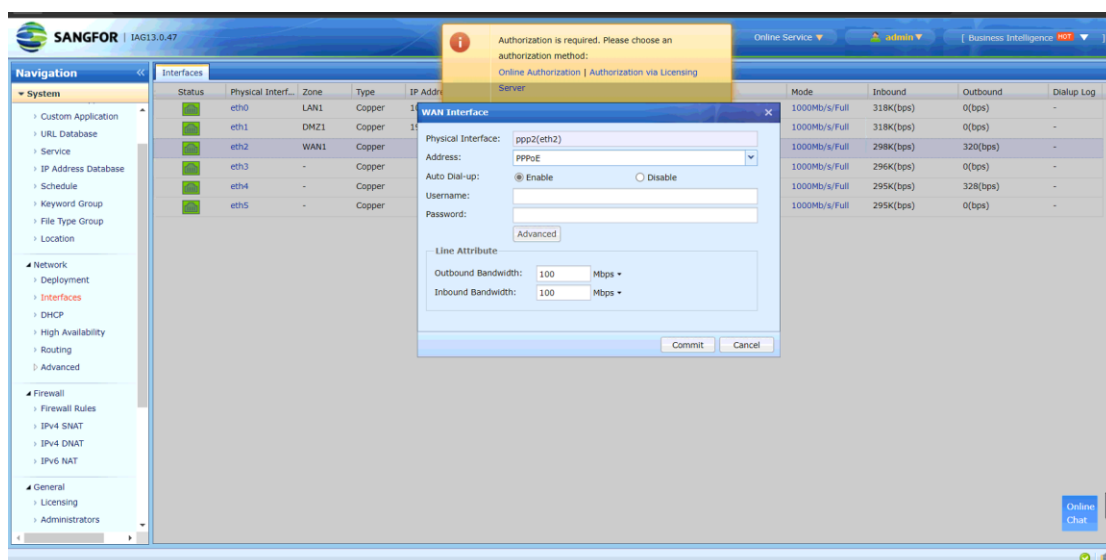 SANGFOR | IAG13.0.47
Authorization is required. Please choose an
authorization method:
Online Authorization | Authorization via Licensing
Server
Online Service ▼
admin ▼
[ Business Intelligence HOT ▼ ]
Navigation «
Interfaces
System
Custom Application
URL Database
Service
IP Address Database
Schedule
Keyword Group
File Type Group
Location
Network
Deployment
Interfaces
DHCP
High Availability
Routing
Advanced
Firewall
Firewall Rules
IPv4 SNAT
IPv4 DNAT
IPv6 NAT
General
Licensing
Administrators
Status Physical Interf... Zone Type IP Addre Mode Inbound Outbound Dialup Log
eth0 LAN1 Copper 1000Mb/s/Full 318K(bps) 0(bps) -
eth1 DMZ1 Copper 1000Mb/s/Full 318K(bps) 0(bps) -
eth2 WAN1 Copper 1000Mb/s/Full 298K(bps) 320(bps) -
eth3 - Copper 1000Mb/s/Full 296K(bps) 0(bps) -
eth4 - Copper 1000Mb/s/Full 295K(bps) 328(bps) -
eth5 - Copper 1000Mb/s/Full 295K(bps) 0(bps) -
WAN Interface
Physical Interface: ppp2(eth2)
Address: PPPoE
Auto Dial-up: Enable Disable
Username:
Password:
Advanced
Line Attribute
Outbound Bandwidth: 100 Mbps
Inbound Bandwidth: 100 Mbps
Commit Cancel
Online
Chat